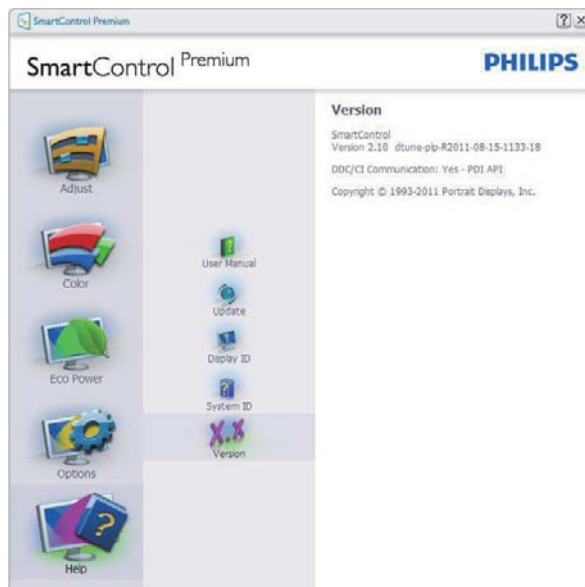 SmartControl Premium
SmartControl Premium
PHILIPS
Adjust
Color
Eco Power
Options
Help
User Manual
Update
Display ID
System ID
Version
Version
SmartControl
Version 2.10 dtune-pip-R2011-08-15-1133-18
DDC/CI Communication: Yes - PDI API
Copyright © 1993-2011 Portrait Displays, Inc.